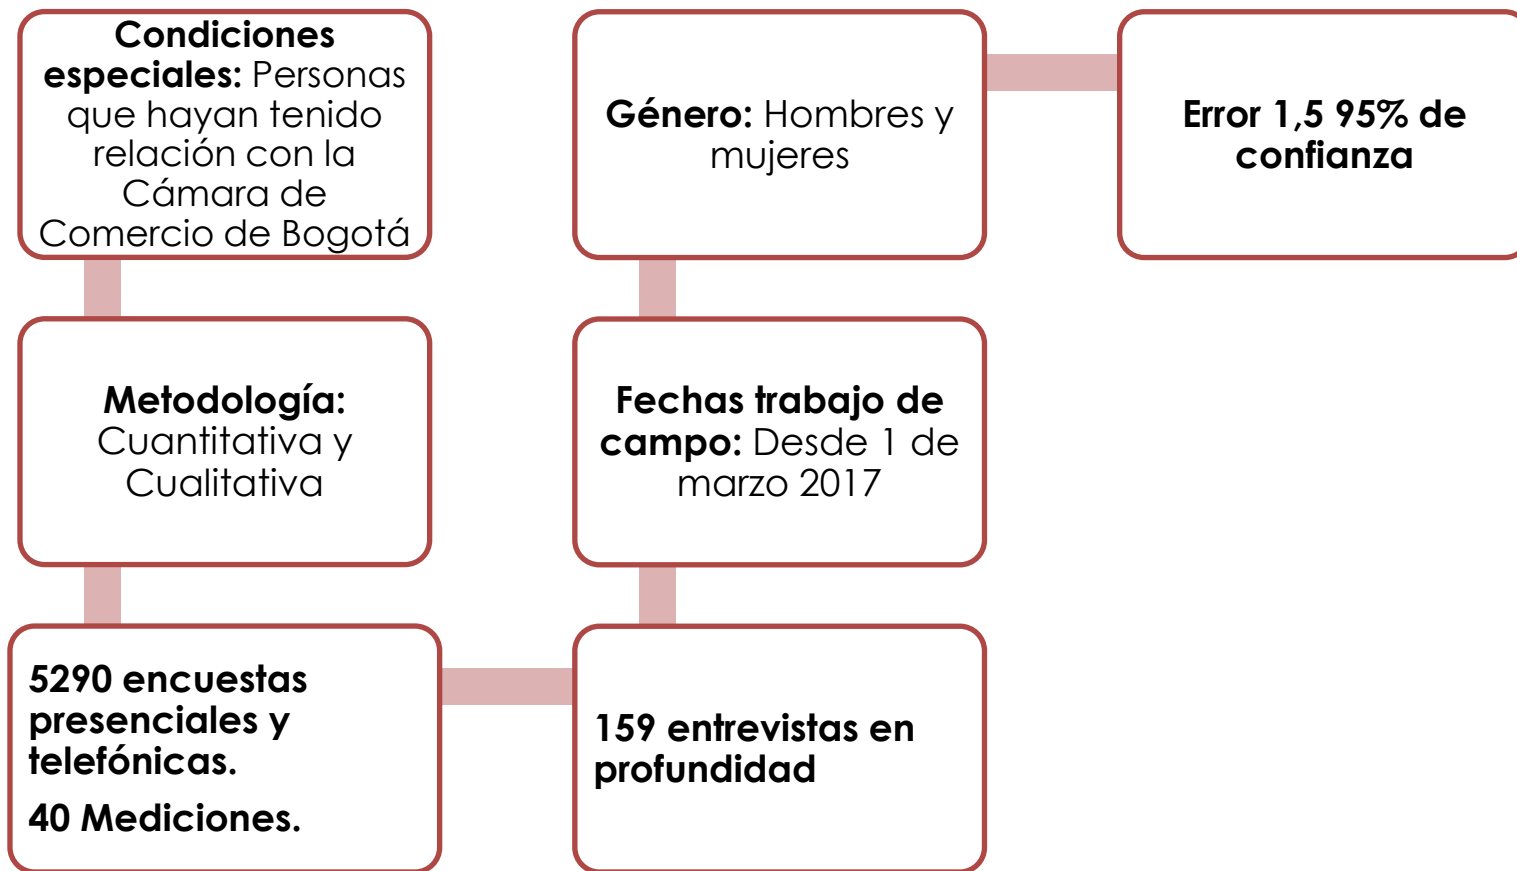 Condiciones
especiales: Personas
que hayan tenido
relación con la
Cámara de
Comercio de Bogotá
Metodología:
Cuantitativa y
Cualitativa
5290 encuestas
presenciales y
telefónicas.
40 Mediciones.
159 entrevistas en
profundidad
Fechas trabajo de
campo: Desde 1 de
marzo 2017
Género: Hombres y
mujeres
Error 1,5 95% de
confianza